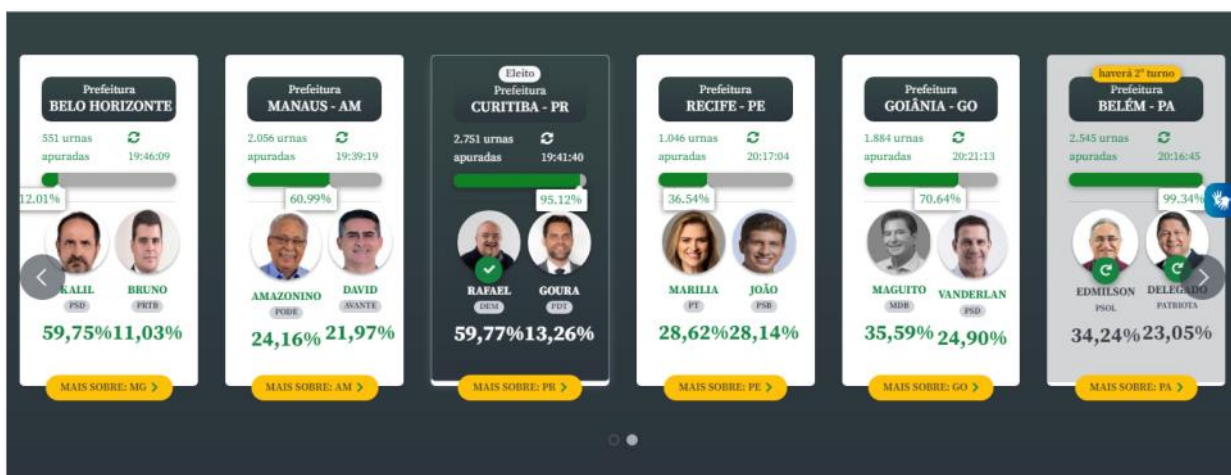 Prefeitura
BELO HORIZONTE
551 urnas
apuradas 19:46:09
12.01%
KALIL BRUNO
PSD PRTB
59,75% 11,03%
MAIS SOBRE: MG
Prefeitura
MANAUS - AM
2.056 urnas
apuradas 19:39:19
60.99%
AMAZONINO DAVID
PODE AVANTE
24,16% 21,97%
MAIS SOBRE: AM
Eleito
Prefeitura
CURITIBA - PR
2.751 urnas
apuradas 19:41:40
95.12%
RAFAEL GOURA
DEM PDT
59,77% 13,26%
MAIS SOBRE: PR
Prefeitura
RECIFE - PE
1.046 urnas
apuradas 20:17:04
36.54%
MARILIA JOÃO
PT PSB
28,62% 28,14%
MAIS SOBRE: PE
Prefeitura
GOIÂNIA - GO
1.884 urnas
apuradas 20:21:13
70.64%
MAGUITO VANDERLAN
MDB PSD
35,59% 24,90%
MAIS SOBRE: GO
haverá 2º turno
Prefeitura
BELÉM - PA
2.545 urnas
apuradas 20:16:45
99.34%
EDMILSON DELEGADO
PSOL PATRIOTA
34,24% 23,05%
MAIS SOBRE: PA